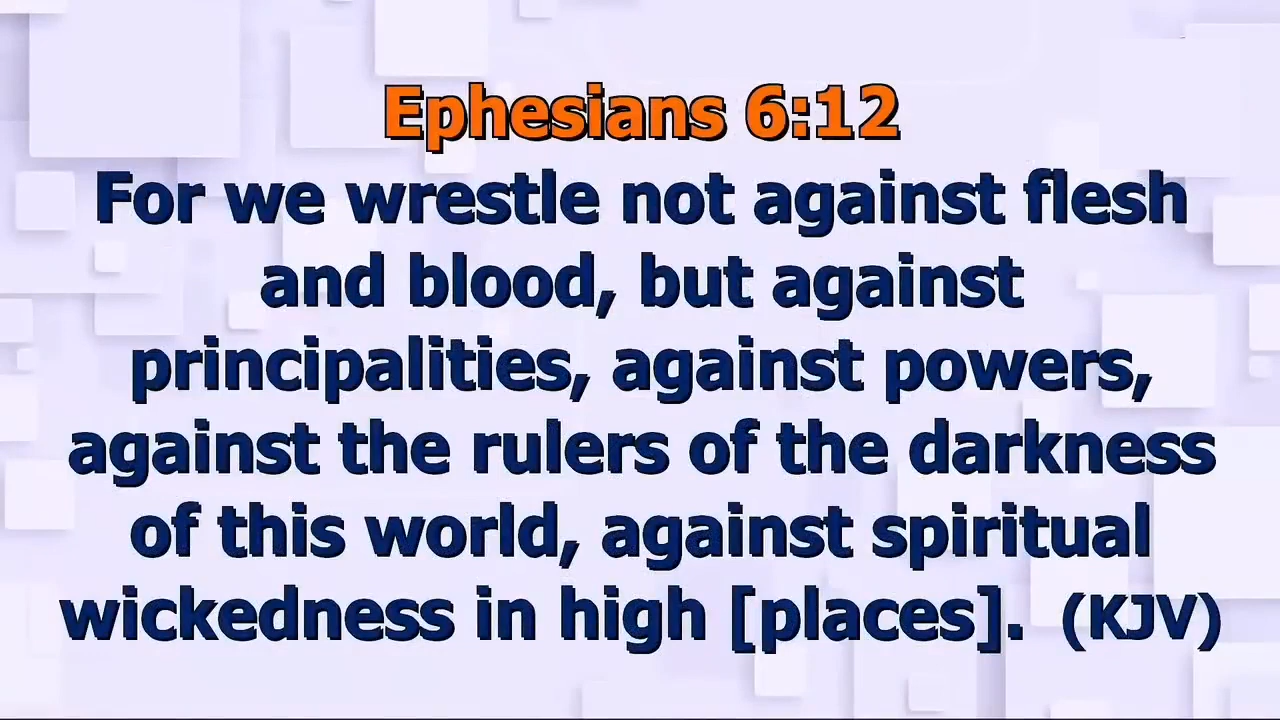 Ephesians 6:12
For we wrestle not against flesh
and blood, but against
principalities, against powers,
against the rulers of the darkness
of this world, against spiritual
wickedness in high [places]. (KJV)